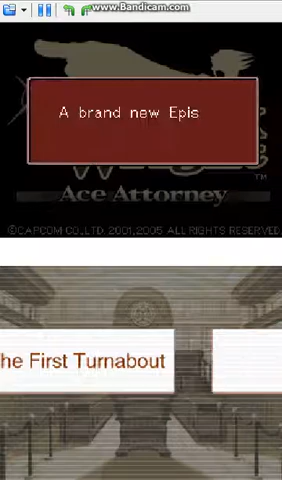 www.Bandicam.com
A brand new Epis
Ace Attorney
TM
©CAPCOM CO.,LTD. 2001,2005 ALL RIGHTS RESERVED
he First Turnabout